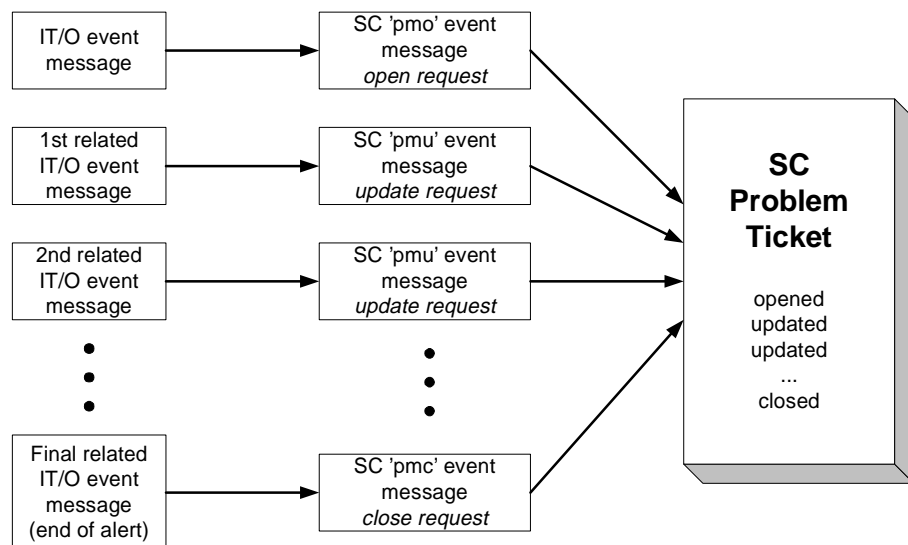 IT/O event
message
SC 'pmo' event
message
open request
1st related
IT/O event
message
SC 'pmu' event
message
update request
2nd related
IT/O event
message
SC 'pmu' event
message
update request
Final related
IT/O event
message
(end of alert)
SC 'pmc' event
message
close request
SC
Problem
Ticket
opened
updated
updated
...
closed